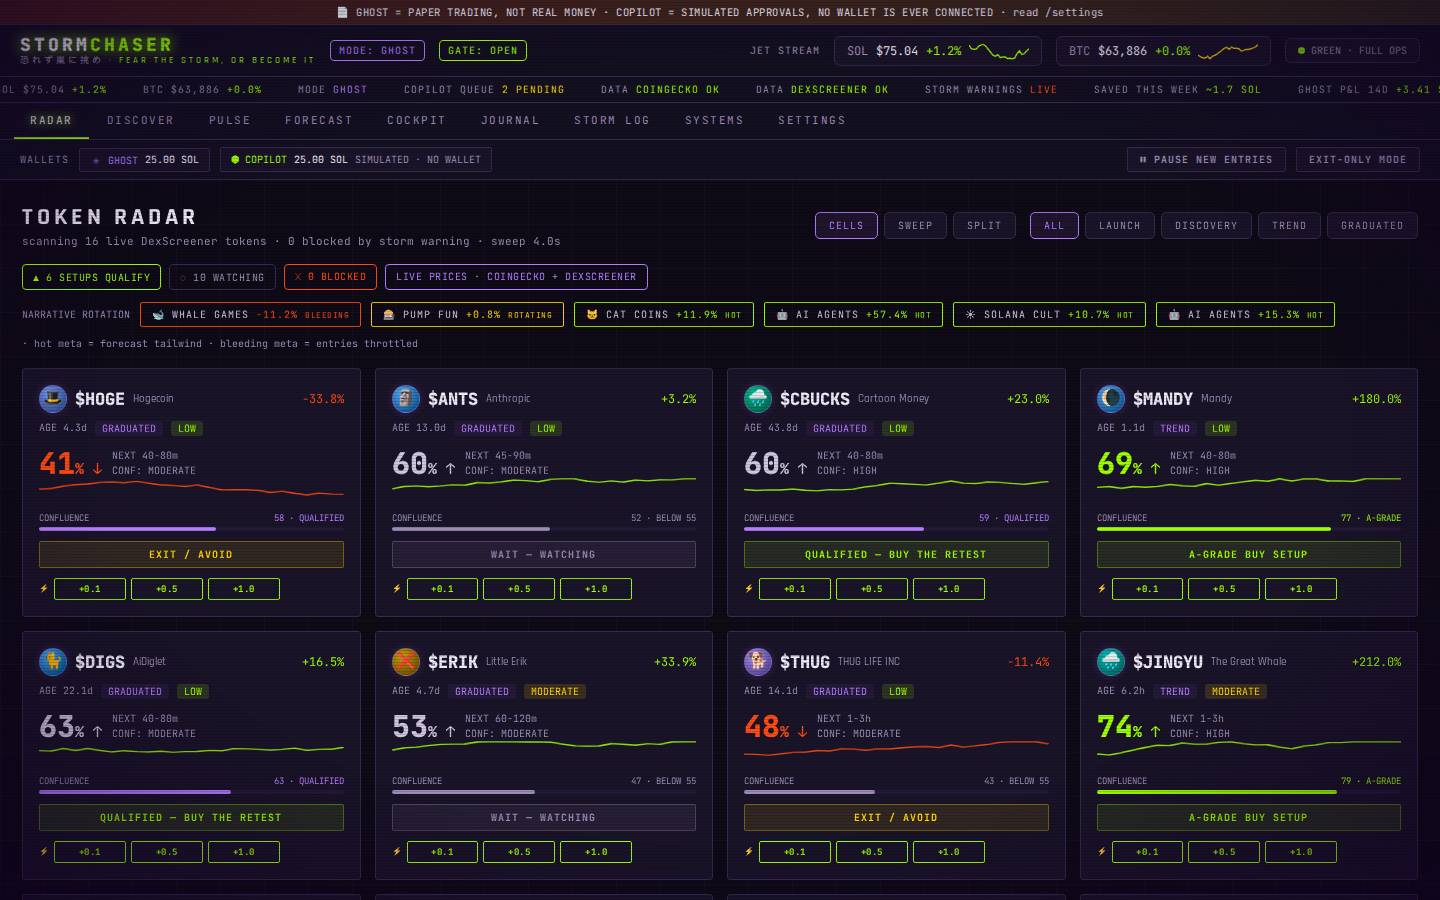 GHOST = PAPER TRADING, NOT REAL MONEY · COPILOT = SIMULATED APPROVALS, NO WALLET IS EVER CONNECTED · read /settings
STORMCHASER
恐れず嵐に挑め · FEAR THE STORM, OR BECOME IT
MODE: GHOST
GATE: OPEN
JET STREAM
SOL $75.04 +1.2%
BTC $63,886 +0.0%
GREEN · FULL OPS
OL $75.04 +1.2% BTC $63,886 +0.0% MODE GHOST COPILOT QUEUE 2 PENDING DATA COINGECKO OK DATA DEXSCREENER OK STORM WARNINGS LIVE SAVED THIS WEEK ~1.7 SOL GHOST P&L 14D +3.41
RADAR DISCOVER PULSE FORECAST COCKPIT JOURNAL STORM LOG SYSTEMS SETTINGS
WALLETS GHOST 25.00 SOL COPILOT 25.00 SOL SIMULATED · NO WALLET PAUSE NEW ENTRIES EXIT-ONLY MODE
TOKEN RADAR
scanning 16 live DexScreener tokens · 0 blocked by storm warning · sweep 4.0s
CELLS SWEEP SPLIT ALL LAUNCH DISCOVERY TREND GRADUATED
▲ 6 SETUPS QUALIFY ○ 10 WATCHING ╳ 0 BLOCKED LIVE PRICES · COINGECKO + DEXSCREENER
NARRATIVE ROTATION WHALE GAMES -11.2% BLEEDING PUMP FUN +0.8% ROTATING CAT COINS +11.9% HOT AI AGENTS +57.4% HOT SOLANA CULT +10.7% HOT AI AGENTS +15.3% HOT
· hot meta = forecast tailwind · bleeding meta = entries throttled
$HOGE Hogecoin -33.8%
AGE 4.3d GRADUATED LOW
41% ↓ NEXT 40-80m
CONF: MODERATE
CONFLUENCE 58 · QUALIFIED
EXIT / AVOID
+0.1 +0.5 +1.0
$ANTS Anthropic +3.2%
AGE 13.0d GRADUATED LOW
60% ↑ NEXT 45-90m
CONF: MODERATE
CONFLUENCE 52 · BELOW 55
WAIT — WATCHING
+0.1 +0.5 +1.0
$CBUCKS Cartoon Money +23.0%
AGE 43.8d GRADUATED LOW
60% ↑ NEXT 40-80m
CONF: HIGH
CONFLUENCE 59 · QUALIFIED
QUALIFIED — BUY THE RETEST
+0.1 +0.5 +1.0
$MANDY Mandy +180.0%
AGE 1.1d TREND LOW
69% ↑ NEXT 40-80m
CONF: HIGH
CONFLUENCE 77 · A-GRADE
A-GRADE BUY SETUP
+0.1 +0.5 +1.0
$DIGS AiDiglet +16.5%
AGE 22.1d GRADUATED LOW
63% ↑ NEXT 40-80m
CONF: MODERATE
CONFLUENCE 63 · QUALIFIED
QUALIFIED — BUY THE RETEST
+0.1 +0.5 +1.0
$ERIK Little Erik +33.9%
AGE 4.7d GRADUATED MODERATE
53% ↑ NEXT 60-120m
CONF: MODERATE
CONFLUENCE 47 · BELOW 55
WAIT — WATCHING
+0.1 +0.5 +1.0
$THUG THUG LIFE INC -11.4%
AGE 14.1d GRADUATED LOW
48% ↓ NEXT 1-3h
CONF: MODERATE
CONFLUENCE 43 · BELOW 55
EXIT / AVOID
+0.1 +0.5 +1.0
$JINGYU The Great Whale +212.0%
AGE 6.2h TREND MODERATE
74% ↑ NEXT 1-3h
CONF: HIGH
CONFLUENCE 79 · A-GRADE
A-GRADE BUY SETUP
+0.1 +0.5 +1.0